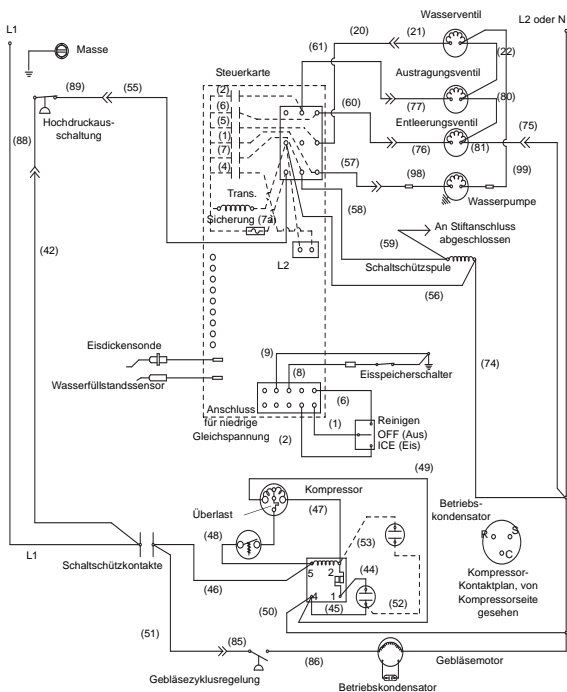 L1
Masse
(20)
(21)
Wasserventil
L2 oder N
(61)
(22)
(89)
(55)
Steuerkarte
Austragungsventil
(2)
(6)
(5)
(1)
(7)
(4)
(60)
(77)
(80)
Hochdruckaus-
schaltung
Entleerungsventil
(75)
(88)
(76)
(81)
(57)
(98)
(99)
Trans.
Sicherung (7a)
(58)
Wasserpumpe
(42)
(59)
An Stiftanschluss
abgeschlossen
L2
Schaltschützspule
(56)
Eisdickensonde
(9)
(74)
Wasserfüllstandssensor
(8)
Eisspeicherschalter
Anschluss
für niedrige
Gleichspannung
(6)
(1)
(2)
Reinigen
OFF (Aus)
ICE (Eis)
(49)
Kompressor
(47)
Überlast
Betriebs-
kondensator
(48)
(53)
R
S
C
L1
Schaltschützkontakte
5
2
(44)
4
1
(46)
(45)
(52)
Kompressor-
Kontaktplan, von
Kompressorseite
gesehen
(50)
(51)
(85)
(86)
Gebläsemotor
Gebläsezyklusregelung
Betriebskondensator